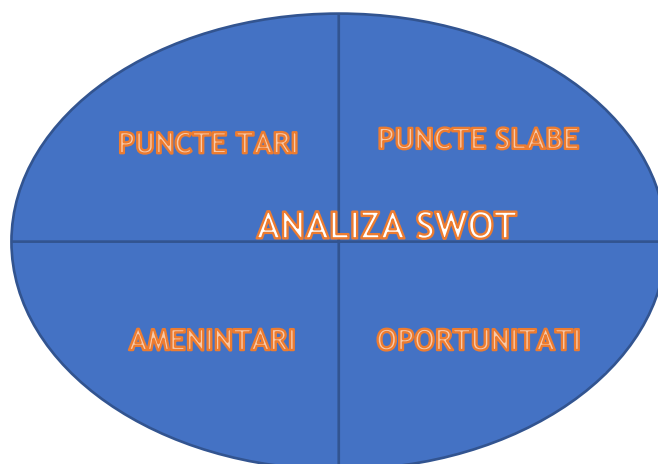 PUNCTE TARI
PUNCTE SLABE
ANALIZA SWOT
AMENINTARI
OPORTUNITATI